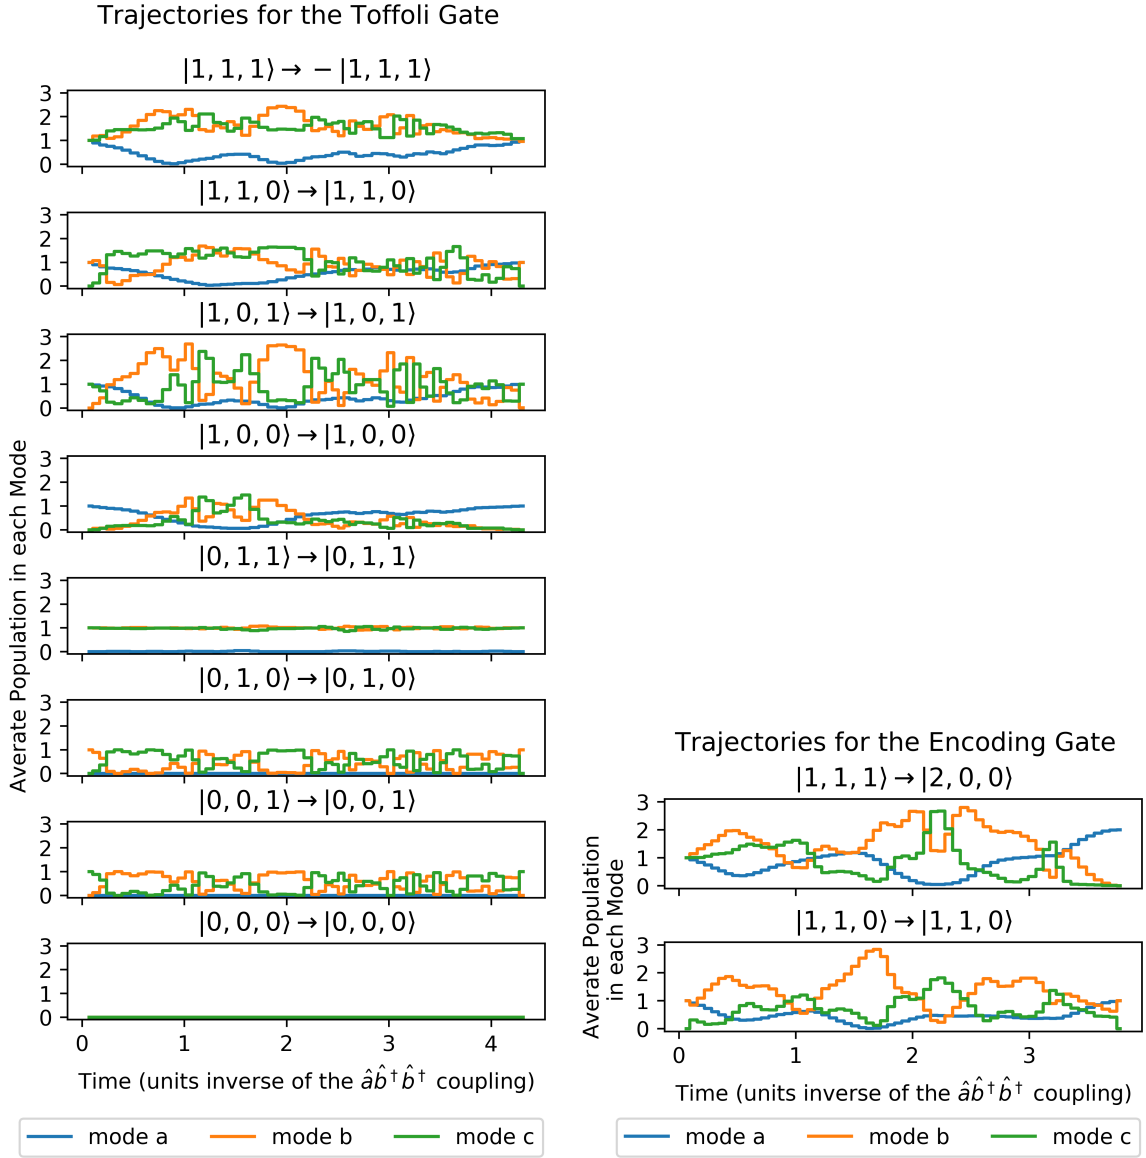 Trajectories for the Toffoli Gate
|1, 1, 1⟩ → − |1, 1, 1⟩
3
2
1
0
|1, 1, 0⟩ → |1, 1, 0⟩
3
2
1
0
|1, 0, 1⟩ → |1, 0, 1⟩
3
2
1
0
|1, 0, 0⟩ → |1, 0, 0⟩
3
2
1
0
|0, 1, 1⟩ → |0, 1, 1⟩
3
2
1
0
|0, 1, 0⟩ → |0, 1, 0⟩
3
2
1
0
|0, 0, 1⟩ → |0, 0, 1⟩
3
2
1
0
|0, 0, 0⟩ → |0, 0, 0⟩
3
2
1
0
0 1 2 3 4
Averate Population in each Mode
Time (units inverse of the âb̂†b̂† coupling)
mode a mode b mode c
Trajectories for the Encoding Gate
|1, 1, 1⟩ → |2, 0, 0⟩
3
2
1
0
|1, 1, 0⟩ → |1, 1, 0⟩
3
2
1
0
0 1 2 3
Averate Population
in each Mode
Time (units inverse of the âb̂†b̂† coupling)
mode a mode b mode c